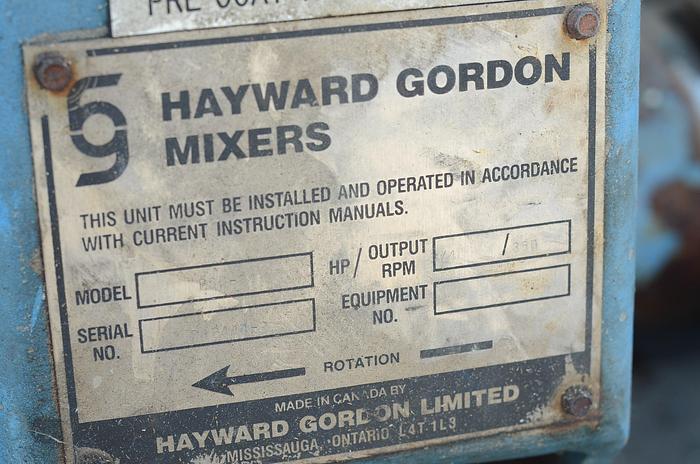 HAYWARD GORDON
MIXERS
THIS UNIT MUST BE INSTALLED AND OPERATED IN ACCORDANCE
WITH CURRENT INSTRUCTION MANUALS.
MODEL
HP/OUTPUT RPM /
SERIAL NO.
EQUIPMENT NO.
ROTATION
MADE IN CANADA BY
HAYWARD GORDON LIMITED
MISSISSAUGA, ONTARIO L4T 1L3